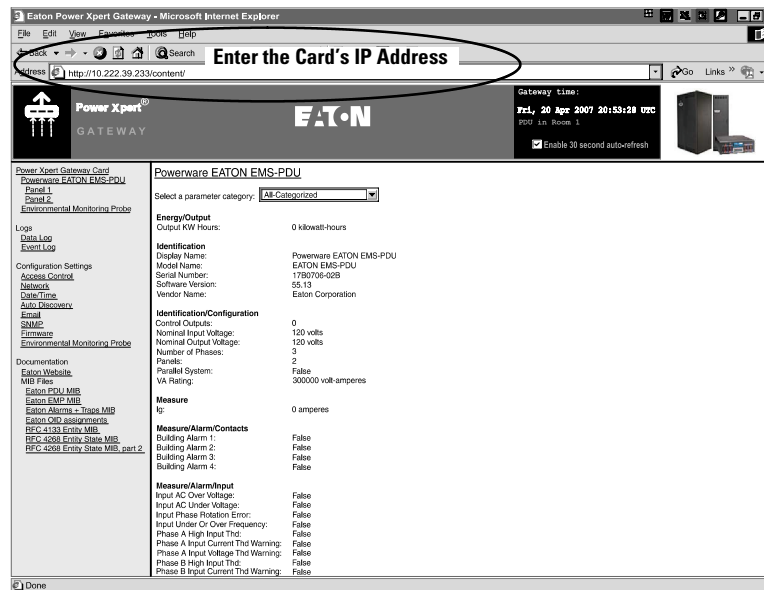 Eaton Power Xpert Gateway - Microsoft Internet Explorer
File Edit View Favorites Tools Help
Back Search
Enter the Card's IP Address
Address http://10.222.39.233/content/ Go Links »
Power Xpert®
GATEWAY
EATON
Gateway time:
Fri, 20 Apr 2007 20:53:28 UTC
PDU in Room 1
Enable 30 second auto-refresh
Power Xpert Gateway Card
Powerware EATON EMS-PDU
Panel 1
Panel 2
Environmental Monitoring Probe
Logs
Data Log
Event Log
Configuration Settings
Access Control
Network
Date/Time
Auto Discovery
Email
SNMP
Firmware
Environmental Monitoring Probe
Documentation
Eaton Website
MIB Files
Eaton PDU MIB
Eaton EMP MIB
Eaton Alarms + Traps MIB
Eaton OID assignments
RFC 4133 Entity MIB
RFC 4268 Entity State MIB
RFC 4268 Entity State MIB, part 2
Powerware EATON EMS-PDU
Select a parameter category: All-Categorized
Energy/Output
Output KW Hours: 0 kilowatt-hours
Identification
Display Name: Powerware EATON EMS-PDU
Model Name: EATON EMS-PDU
Serial Number: 17B0706-02B
Software Version: 55.13
Vendor Name: Eaton Corporation
Identification/Configuration
Control Outputs: 0
Nominal Input Voltage: 120 volts
Nominal Output Voltage: 120 volts
Number of Phases: 3
Panels: 2
Parallel System: False
VA Rating: 300000 volt-amperes
Measure
Ig: 0 amperes
Measure/Alarm/Contacts
Building Alarm 1: False
Building Alarm 2: False
Building Alarm 3: False
Building Alarm 4: False
Measure/Alarm/Input
Input AC Over Voltage: False
Input AC Under Voltage: False
Input Phase Rotation Error: False
Input Under Or Over Frequency: False
Phase A High Input Thd: False
Phase A Input Current Thd Warning: False
Phase A Input Voltage Thd Warning: False
Phase B High Input Thd: False
Phase B Input Current Thd Warning: False
Done